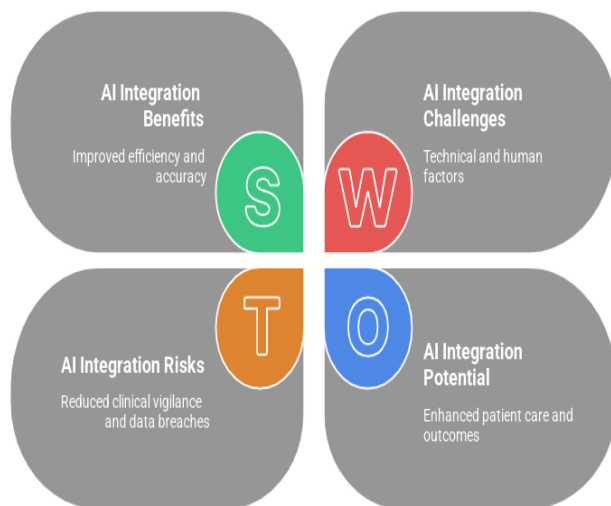 AI Integration
Benefits
Improved efficiency and
accuracy
S
AI Integration
Challenges
Technical and human
factors
W
AI Integration Risks
Reduced clinical vigilance
and data breaches
T
AI Integration
Potential
Enhanced patient care and
outcomes
O